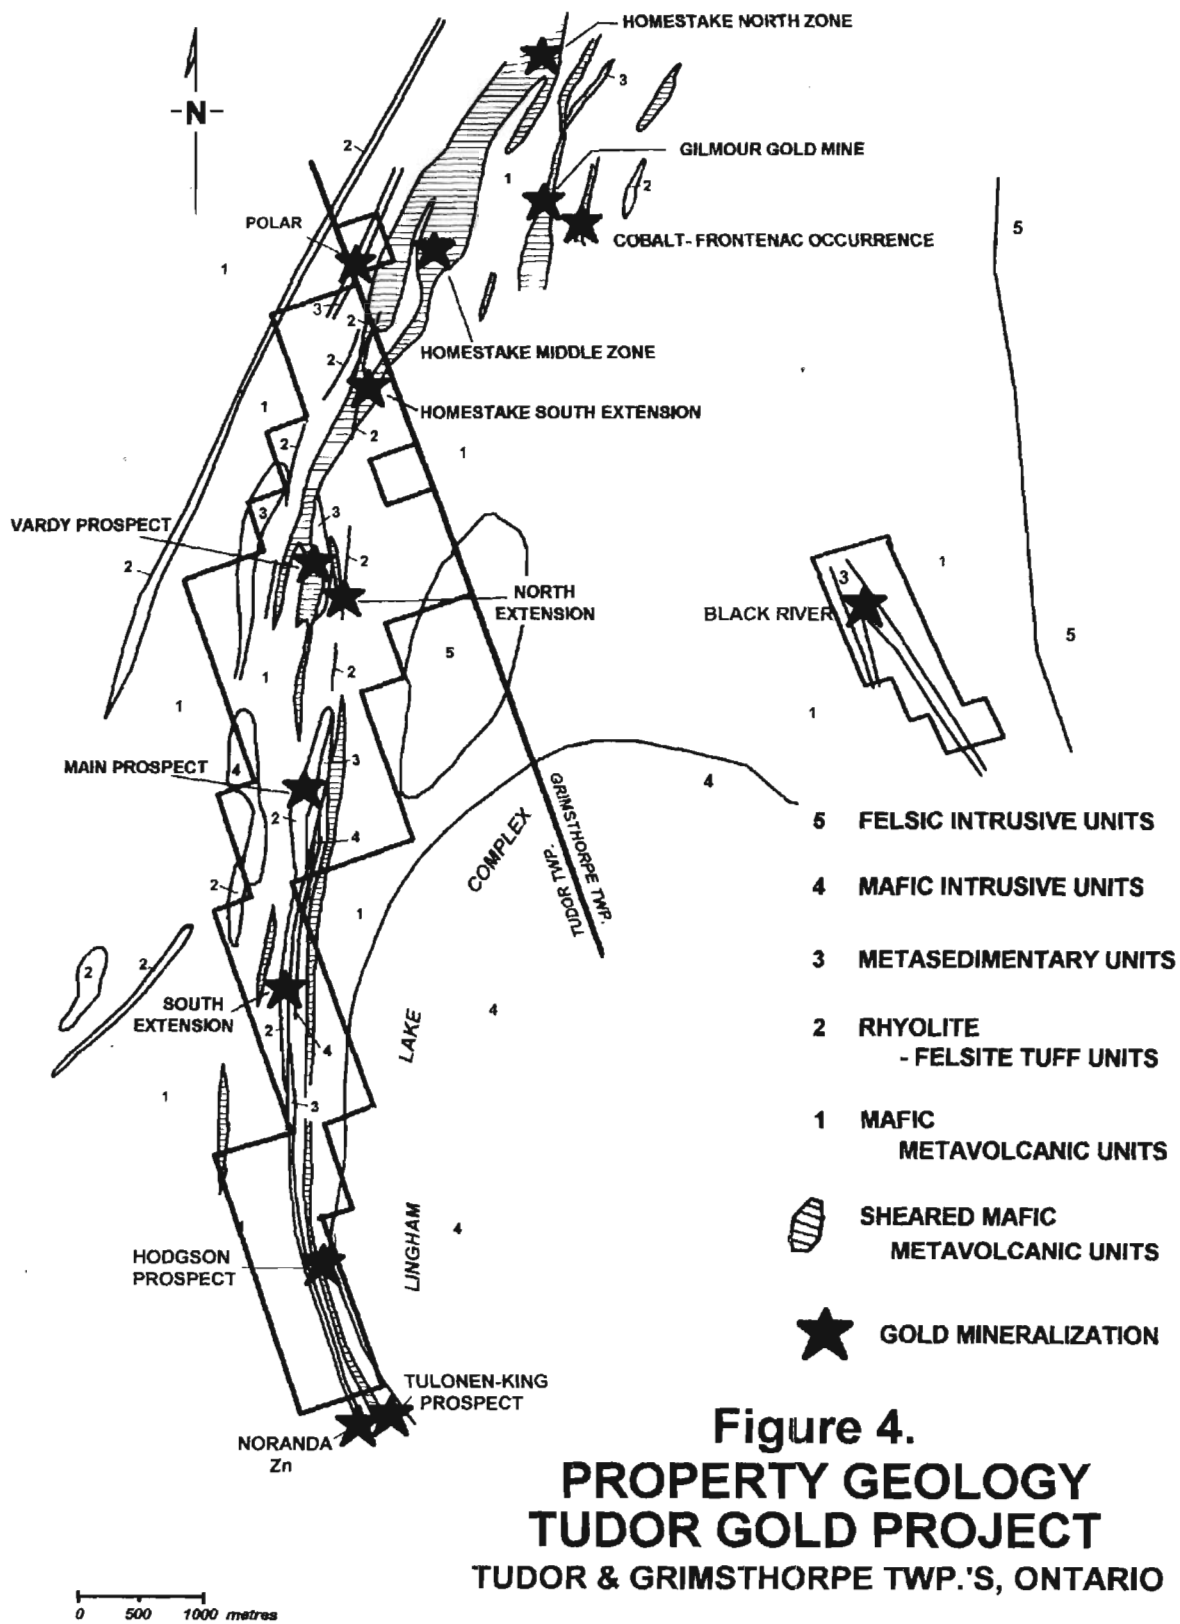 HOMESTAKE NORTH ZONE
N
3
2
GILMOUR GOLD MINE
1
2
POLAR
COBALT-FRONTENAC OCCURRENCE
5
1
3
2
HOMESTAKE MIDDLE ZONE
2
1
HOMESTAKE SOUTH EXTENSION
2
2
1
3
3
VARDY PROSPECT
2
2
1
3
NORTH
EXTENSION
BLACK RIVER
5
5
1
2
1
1
3
MAIN PROSPECT
4
4
GRIMSTHORPE TWP.
TUDOR TWP.
COMPLEX
2
4
2
1
5 FELSIC INTRUSIVE UNITS
4 MAFIC INTRUSIVE UNITS
3 METASEDIMENTARY UNITS
2 RHYOLITE
- FELSITE TUFF UNITS
1 MAFIC
METAVOLCANIC UNITS
SHEARED MAFIC
METAVOLCANIC UNITS
GOLD MINERALIZATION
2
2
SOUTH
EXTENSION
2
4
4
LAKE
1
3
LINGHAM
4
HODGSON
PROSPECT
TULONEN-KING
PROSPECT
NORANDA
Zn
Figure 4.
PROPERTY GEOLOGY
TUDOR GOLD PROJECT
TUDOR & GRIMSTHORPE TWP.'S, ONTARIO
0 500 1000 metres